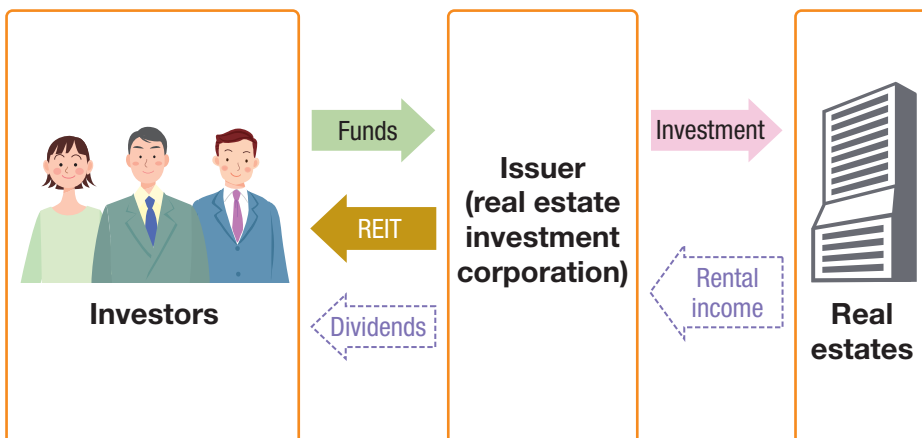 Investors
Funds
REIT
Dividends
Issuer
(real estate
investment
corporation)
Investment
Rental
income
Real
estates